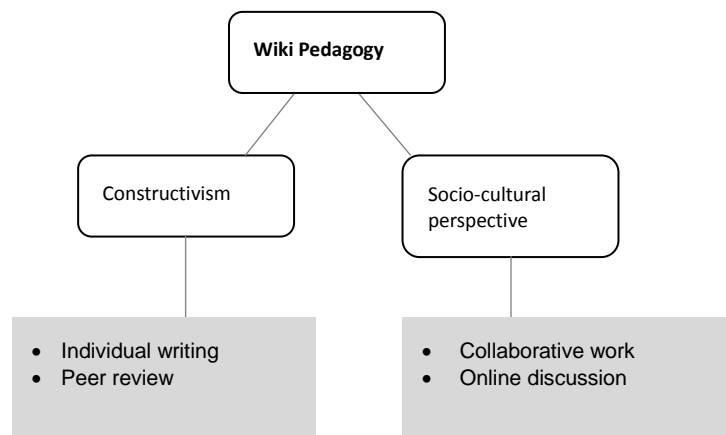 Wiki Pedagogy
Constructivism
Socio-cultural
perspective
• Individual writing
• Peer review
• Collaborative work
• Online discussion